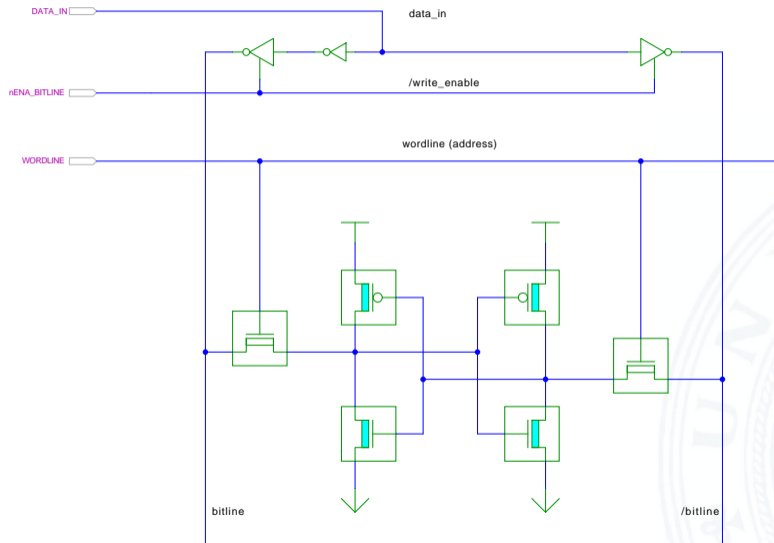 DATA_IN
data_in
/write_enable
nENA_BITLINE
wordline (address)
WORDLINE
bitline
/bitline